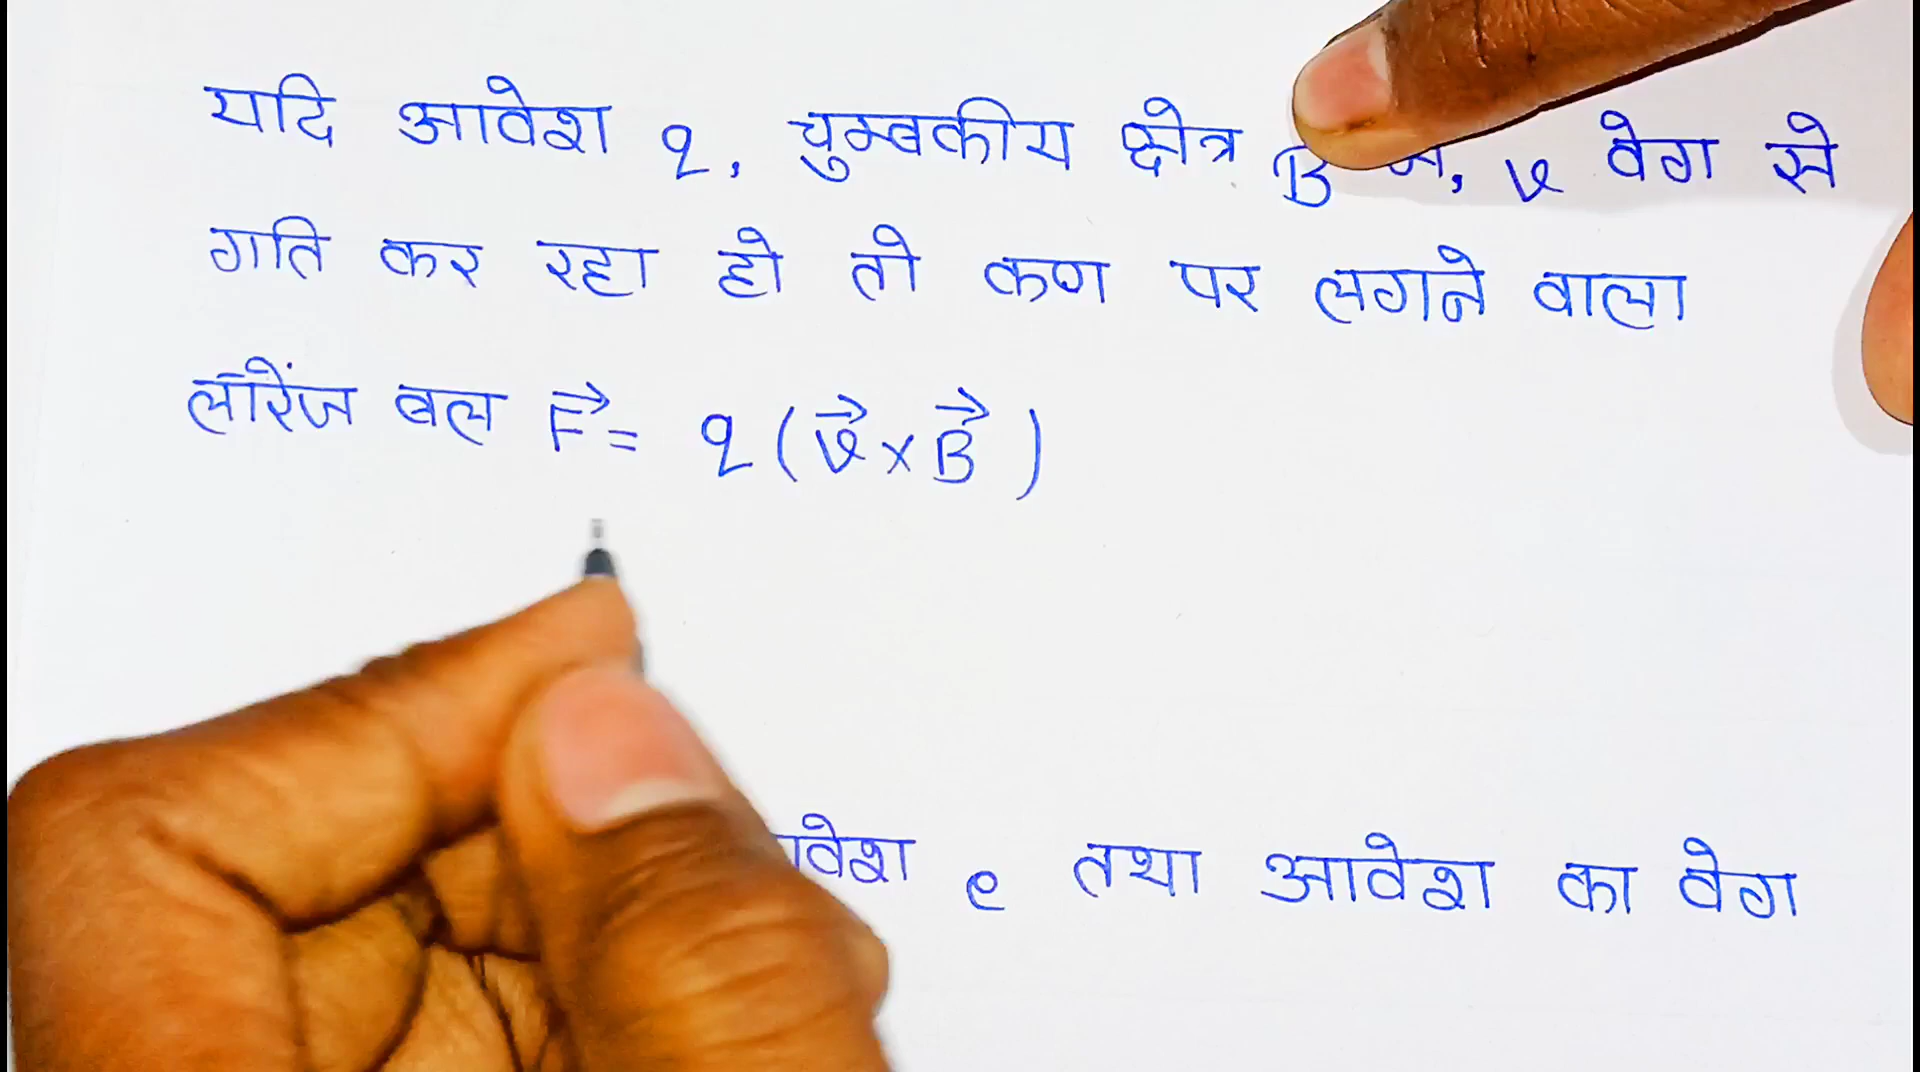 यदि आवेश q, चुम्बकीय क्षेत्र B में, v वेग से
गति कर रहा हो तो कण पर लगने वाला
लॉरेंज बल F⃗ = q(v⃗×B⃗)
e तथा आवेश का वेग